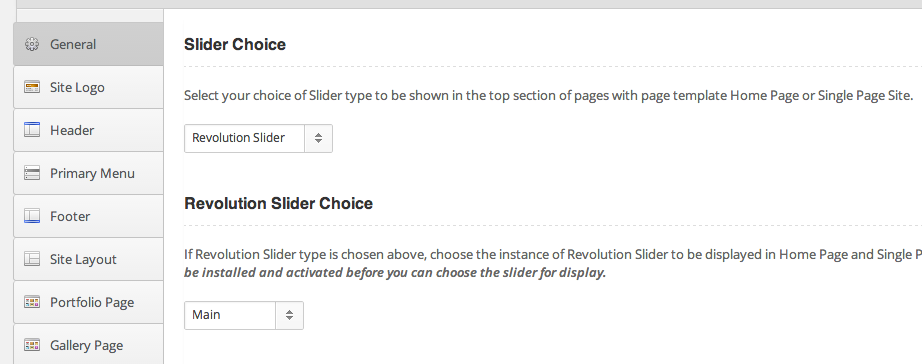 General
Site Logo
Header
Primary Menu
Footer
Site Layout
Portfolio Page
Gallery Page
Slider Choice
Select your choice of Slider type to be shown in the top section of pages with page template Home Page or Single Page Site.
Revolution Slider
Revolution Slider Choice
If Revolution Slider type is chosen above, choose the instance of Revolution Slider to be displayed in Home Page and Single P
be installed and activated before you can choose the slider for display.
Main